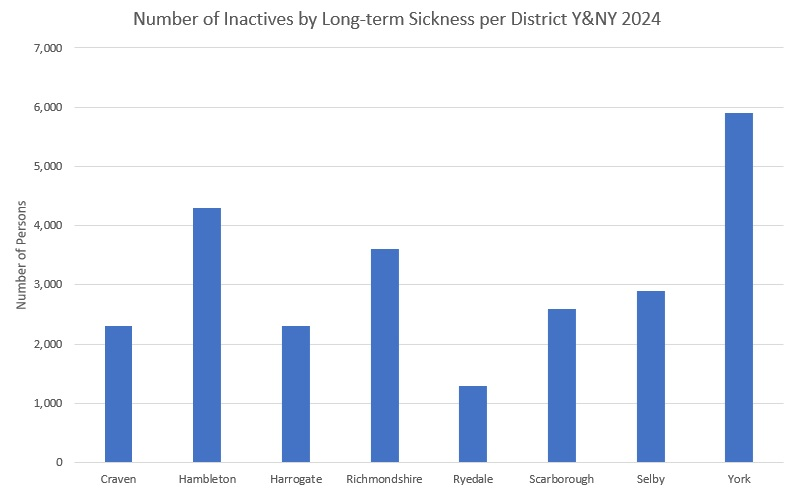 Number of Inactives by Long-term Sickness per District Y&NY 2024
7,000
6,000
5,000
4,000
3,000
2,000
1,000
0
Number of Persons
Craven Hambleton Harrogate Richmondshire Ryedale Scarborough Selby York